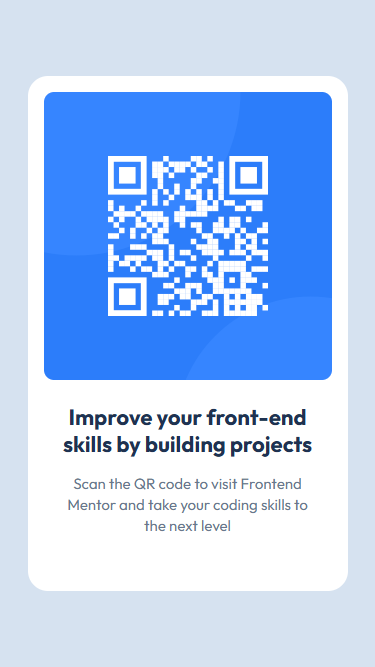 Improve your front-end
skills by building projects
Scan the QR code to visit Frontend
Mentor and take your coding skills to
the next level